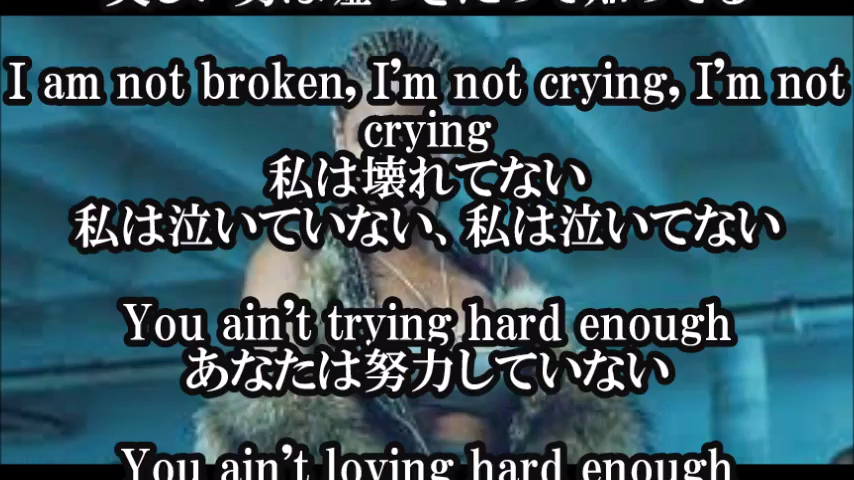 I am not broken, I'm not crying, I'm not
crying
私は壊れてない
私は泣いていない、私は泣いてない
You ain't trying hard enough
あなたは努力していない
You ain't loving hard enough